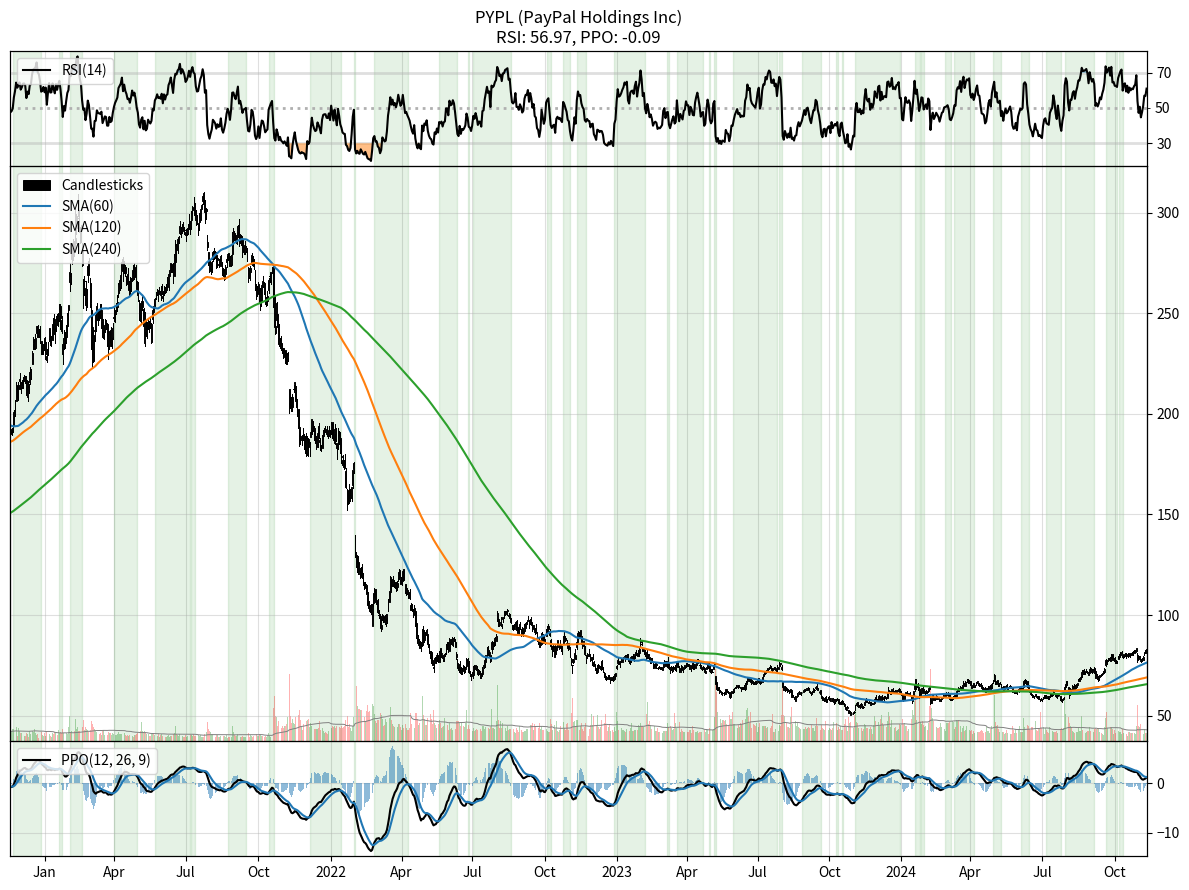 PYPL (PayPal Holdings Inc)
RSI: 56.97, PPO: -0.09
RSI(14)
70
50
30
Candlesticks
SMA(60)
SMA(120)
SMA(240)
300
250
200
150
100
50
PPO(12, 26, 9)
0
−10
Jan Apr Jul Oct 2022 Apr Jul Oct 2023 Apr Jul Oct 2024 Apr Jul Oct